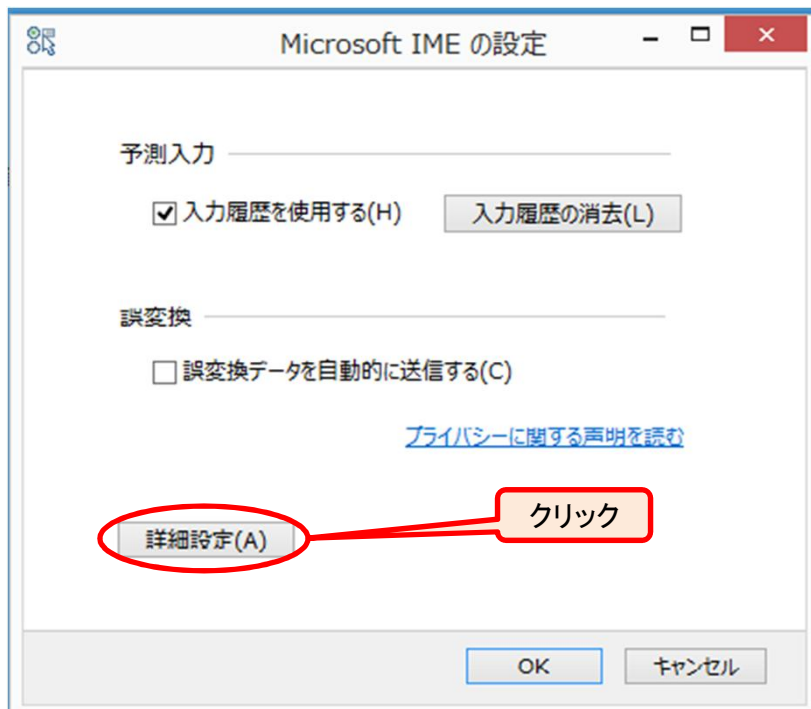 Microsoft IME の設定
予測入力
入力履歴を使用する(H)
入力履歴の消去(L)
誤変換
誤変換データを自動的に送信する(C)
プライバシーに関する声明を読む
クリック
詳細設定(A)
OK
キャンセル